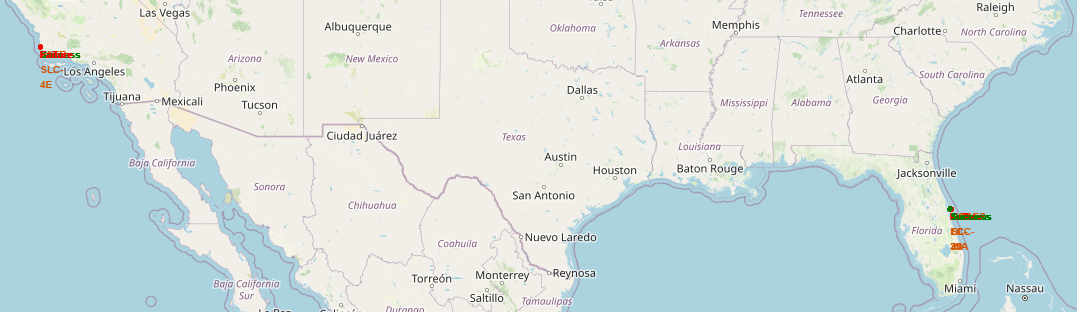 Las Vegas
Albuquerque
Oklahoma
Memphis
Tennessee
Raleigh
Charlotte
North Carolina
Arkansas
Arizona
New Mexico
Los Angeles
SLC-
4E
Phoenix
Tucson
Tijuana
Mexicali
Dallas
Atlanta
South Carolina
Mississippi
Alabama
Georgia
Ciudad Juárez
Texas
Louisiana
Baja California
Austin
Houston
Baton Rouge
Jacksonville
Sonora
San Antonio
Chihuahua
Florida
Coahuila
Nuevo Laredo
Monterrey
Reynosa
Torreón
Saltillo
Tamaulipas
Baja California
Sur
Miami
Nassau
Durango